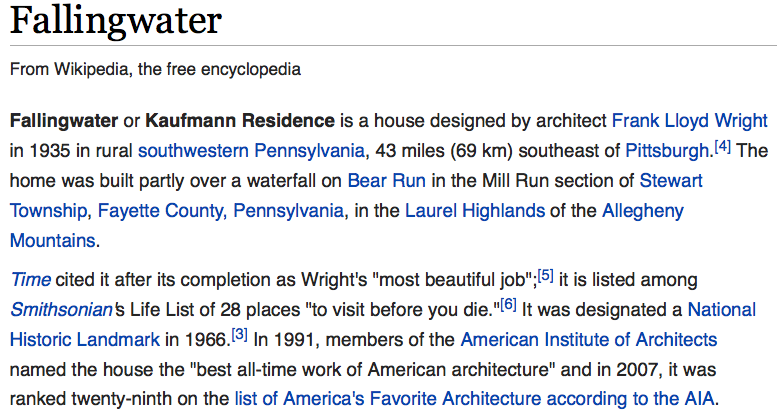 Fallingwater
From Wikipedia, the free encyclopedia
Fallingwater or Kaufmann Residence is a house designed by architect Frank Lloyd Wright
in 1935 in rural southwestern Pennsylvania, 43 miles (69 km) southeast of Pittsburgh.[4] The
home was built partly over a waterfall on Bear Run in the Mill Run section of Stewart
Township, Fayette County, Pennsylvania, in the Laurel Highlands of the Allegheny
Mountains.
Time cited it after its completion as Wright's "most beautiful job";[5] it is listed among
Smithsonian's Life List of 28 places "to visit before you die."[6] It was designated a National
Historic Landmark in 1966.[3] In 1991, members of the American Institute of Architects
named the house the "best all-time work of American architecture" and in 2007, it was
ranked twenty-ninth on the list of America's Favorite Architecture according to the AIA.